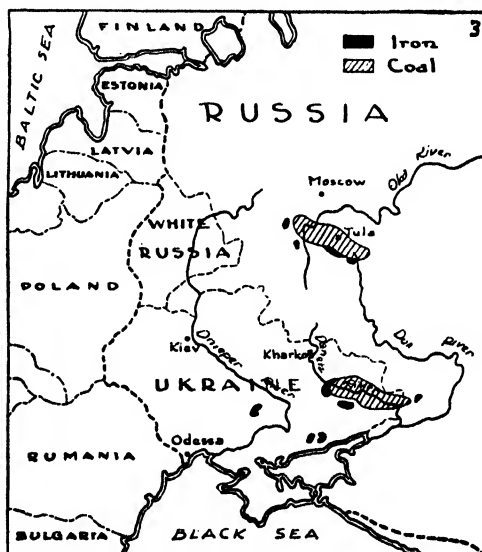 3
FINLAND
Iron
Coal
BALTIC SEA
ESTONIA
RUSSIA
LATVIA
LITHUANIA
Moscow
Oka River
Tula
WHITE
RUSSIA
POLAND
Kiev
Dnieper
Kharkov
Donetz
Don River
UKRAINE
RUMANIA
Odessa
BULGARIA
BLACK SEA